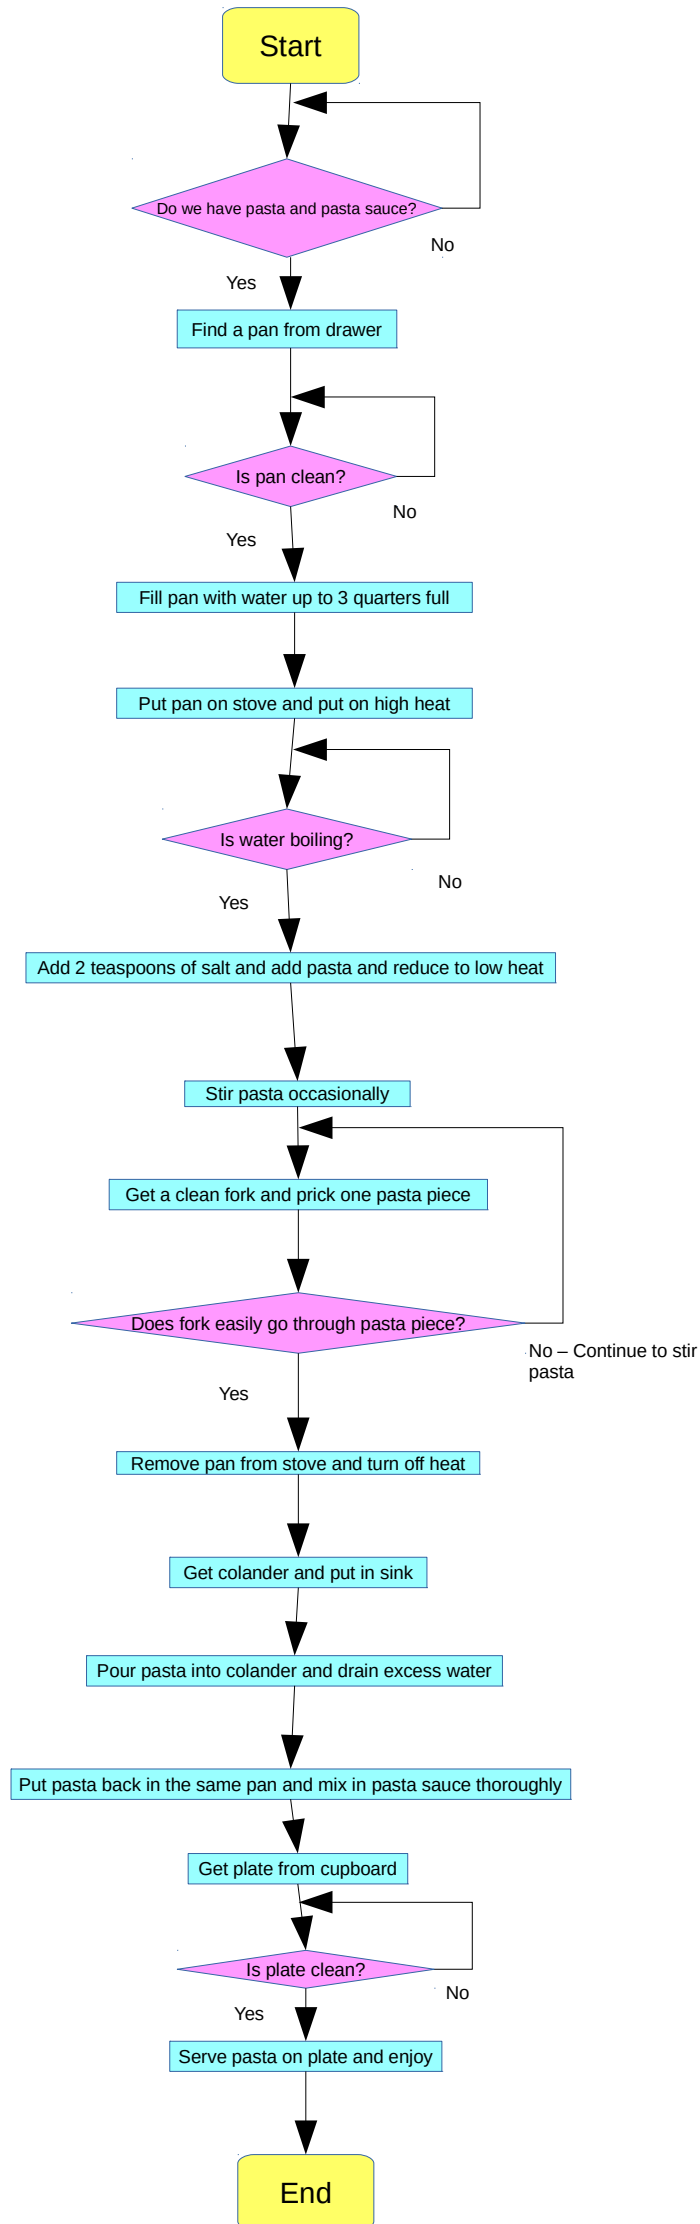 Start
Do we have pasta and pasta sauce?
No
Yes
Find a pan from drawer
Is pan clean?
No
Yes
Fill pan with water up to 3 quarters full
Put pan on stove and put on high heat
Is water boiling?
No
Yes
Add 2 teaspoons of salt and add pasta and reduce to low heat
Stir pasta occasionally
Get a clean fork and prick one pasta piece
Does fork easily go through pasta piece?
No – Continue to stir
pasta
Yes
Remove pan from stove and turn off heat
Get colander and put in sink
Pour pasta into colander and drain excess water
Put pasta back in the same pan and mix in pasta sauce thoroughly
Get plate from cupboard
Is plate clean?
No
Yes
Serve pasta on plate and enjoy
End